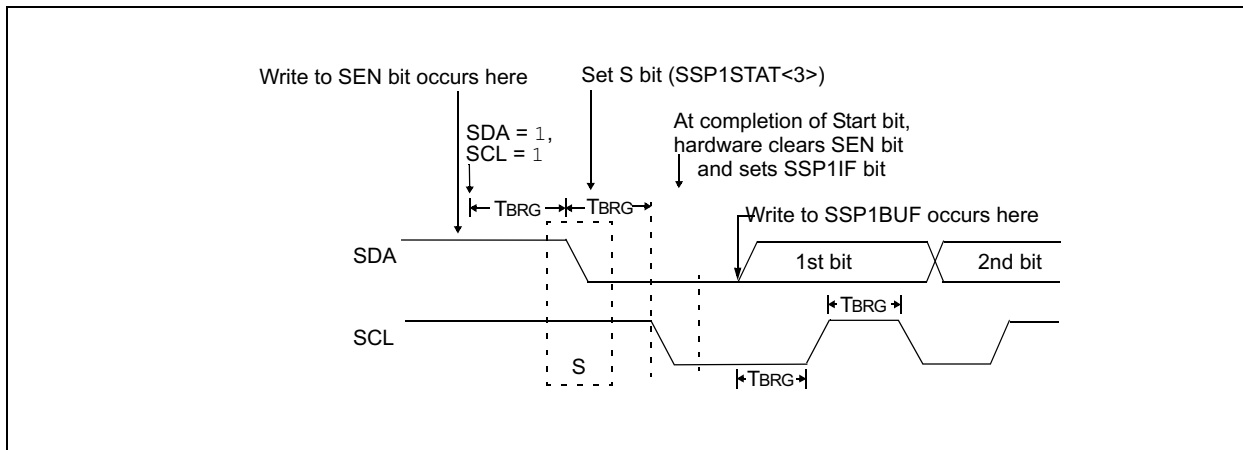 Write to SEN bit occurs here
Set S bit (SSP1STAT<3>)
SDA = 1,
SCL = 1
At completion of Start bit,
hardware clears SEN bit
and sets SSP1IF bit
TBRG
TBRG
Write to SSP1BUF occurs here
SDA
1st bit
2nd bit
TBRG
SCL
S
TBRG